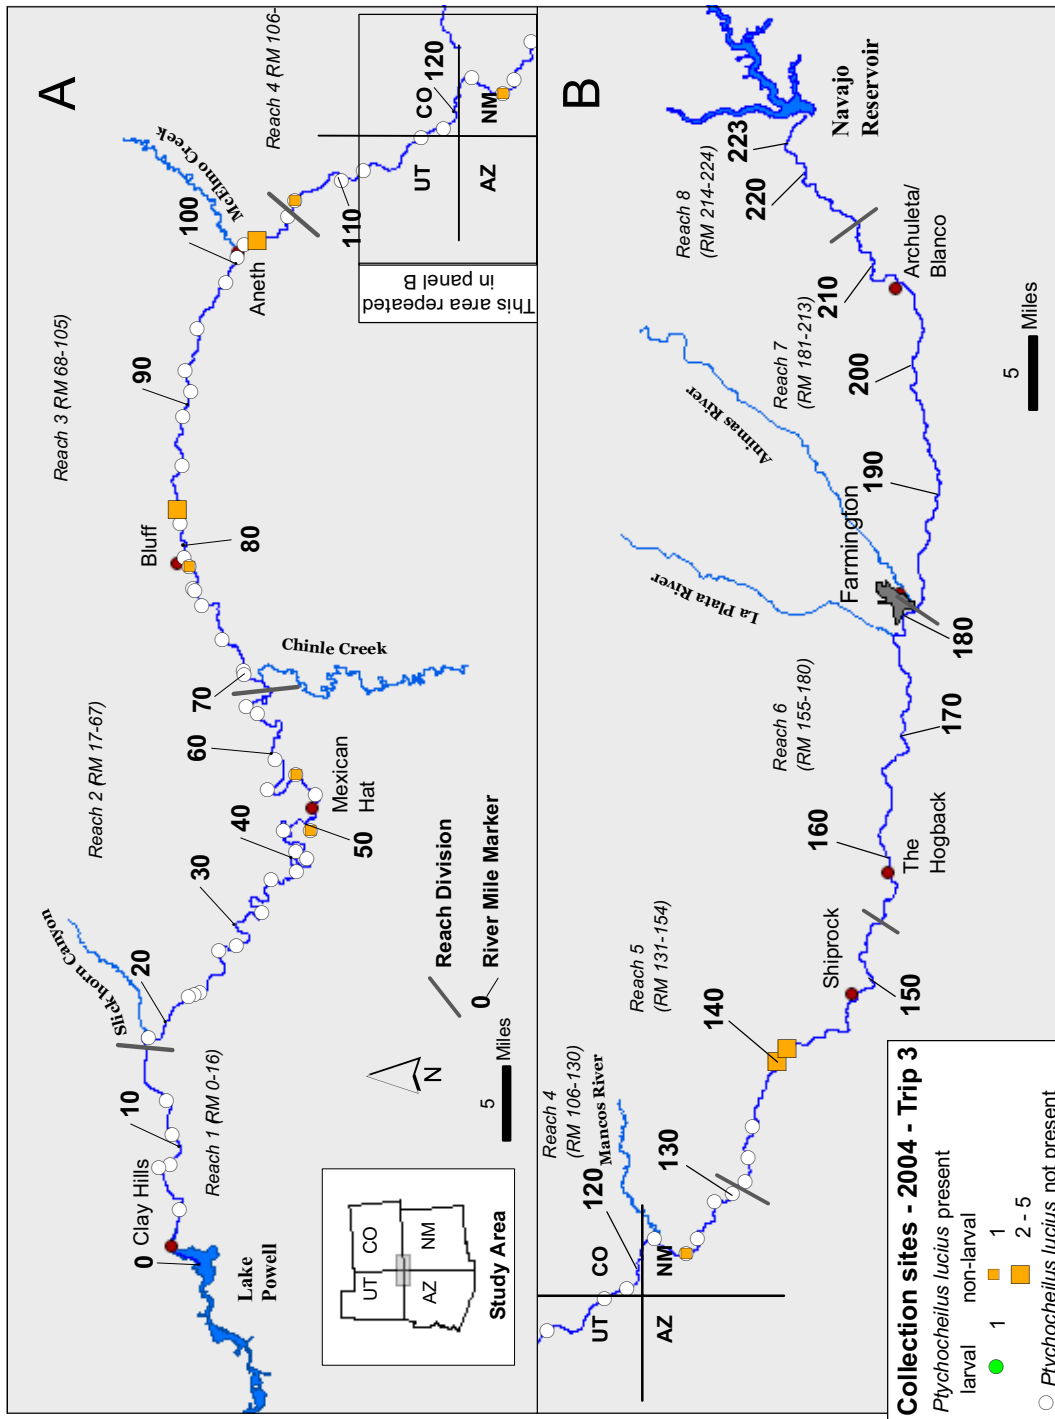 A
Clay Hills
0
Lake
Powell
Reach 1 (RM 0-16)
10
Slickhorn Canyon
20
Reach 2 (RM 17-67)
30
40
50
Mexican
Hat
60
70
Chinle Creek
Bluff
80
Reach 3 (RM 68-105)
90
Aneth
100
McElmo Creek
Reach 4 (RM 106-
110
UT
CO
120
AZ
NM
This area repeated
in panel B
Study Area
UT
CO
AZ
NM
N
5
Miles
Reach Division
0
River Mile Marker
B
UT
CO
AZ
NM
120
Mancos River
Reach 4
(RM 106-130)
130
Reach 5
(RM 131-154)
140
Shiprock
150
The
Hogback
160
Reach 6
(RM 155-180)
170
180
La Plata River
Farmington
Animas River
190
Reach 7
(RM 181-213)
200
210
Archuleta/
Blanco
Reach 8
(RM 214-224)
220
223
Navajo
Reservoir
5
Miles
Collection sites - 2004 - Trip 3
Ptychocheilus lucius present
larval
non-larval
1
1
2 - 5
Ptychocheilus lucius not present